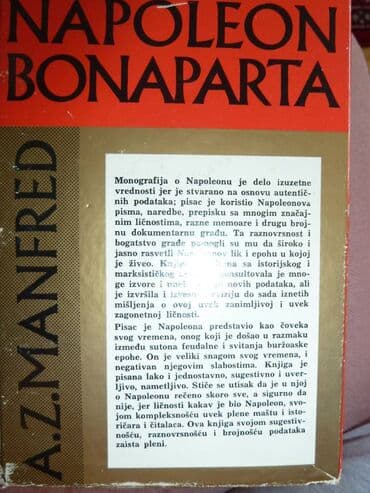 NAPOLEON
BONAPARTA
A.Z.MANFRED
Monografija o Napoleonu je delo izuzetne
vrednosti jer je stvarano na osnovu autentič-
nih podataka; pisac je koristio Napoleonova
pisma, naredbe, prepisku sa mnogim značaj-
nim ličnostima, razne memoare i drugu broj-
nu dokumentarnu građu. Ta raznovrsnost i
bogatstvo građe pomogli su mu da široko i
jasno rasvetli lik i epohu u kojoj
je živeo. sa istorijskog i
marksističkog konsultovala je mno-
ge izvore i novih podataka, ali
je izvršila i reviziju do sada iznetih
mišljenja o ovoj uvek zanimljivoj i uvek
zagonetnoj ličnosti.
Pisac je Napoleona predstavio kao čoveka
svog vremena, onog koji je došao u razmaku
između sutona feudalne i svitanja buržoaske
epohe. On je veliki snagom svog vremena, i
negativan njegovim slabostima. Knjiga je
pisana lako i jednostavno, sugestivno i uver-
ljivo, nametljivo. Stiče se utisak da je u njoj
o Napoleonu rečeno skoro sve, a sigurno da
nije, jer ličnosti kakav je bio Napoleon, svo-
jom kompleksnošću uvek plene maštu i isto-
ričara i čitalaca. Ova knjiga svojom sugestiv-
nošću, raznovrsnošću i brojnošću podataka
zaista pleni.